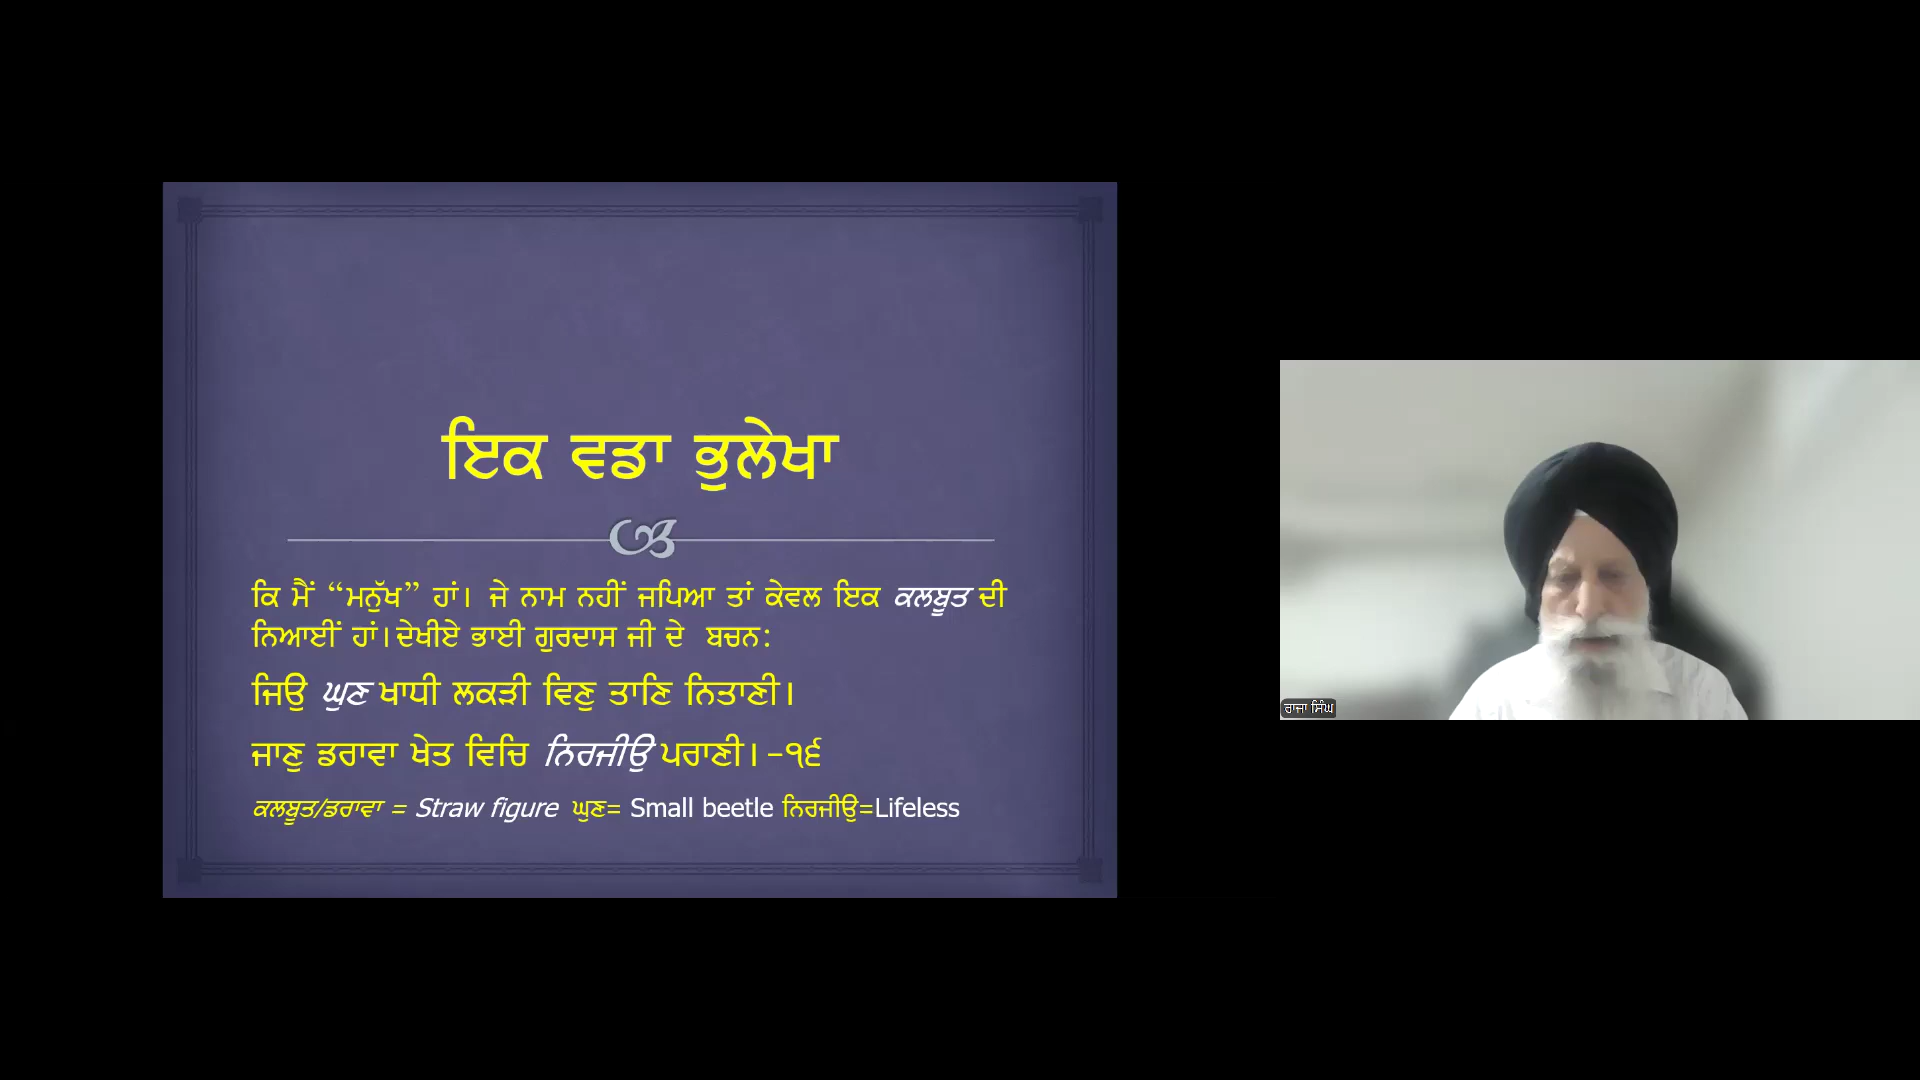 ਇਕ ਵਡਾ ਭੁਲੇਖਾ
ਕਿ ਮੈਂ “ਮਨੁੱਖ” ਹਾਂ। ਜੇ ਨਾਮ ਨਹੀਂ ਜਪਿਆ ਤਾਂ ਕੇਵਲ ਇਕ ਕਲਬੂਤ ਦੀ
ਨਿਆਈਂ ਹਾਂ। ਦੇਖੀਏ ਭਾਈ ਗੁਰਦਾਸ ਜੀ ਦੇ ਬਚਨ:
ਜਿਉ ਘੁਣ ਖਾਧੀ ਲਕੜੀ ਵਿਣੁ ਤਾਣਿ ਨਿਤਾਣੀ।
ਜਾਣੁ ਡਰਾਵਾ ਖੇਤ ਵਿਚਿ ਨਿਰਜੀਉ ਪਰਾਣੀ। –੧੬
ਕਲਬੂਤ/ਡਰਾਵਾ = Straw figure ਘੁਣ= Small beetle ਨਿਰਜੀਉ=Lifeless
ਰਾਜਾ ਸਿੰਘ